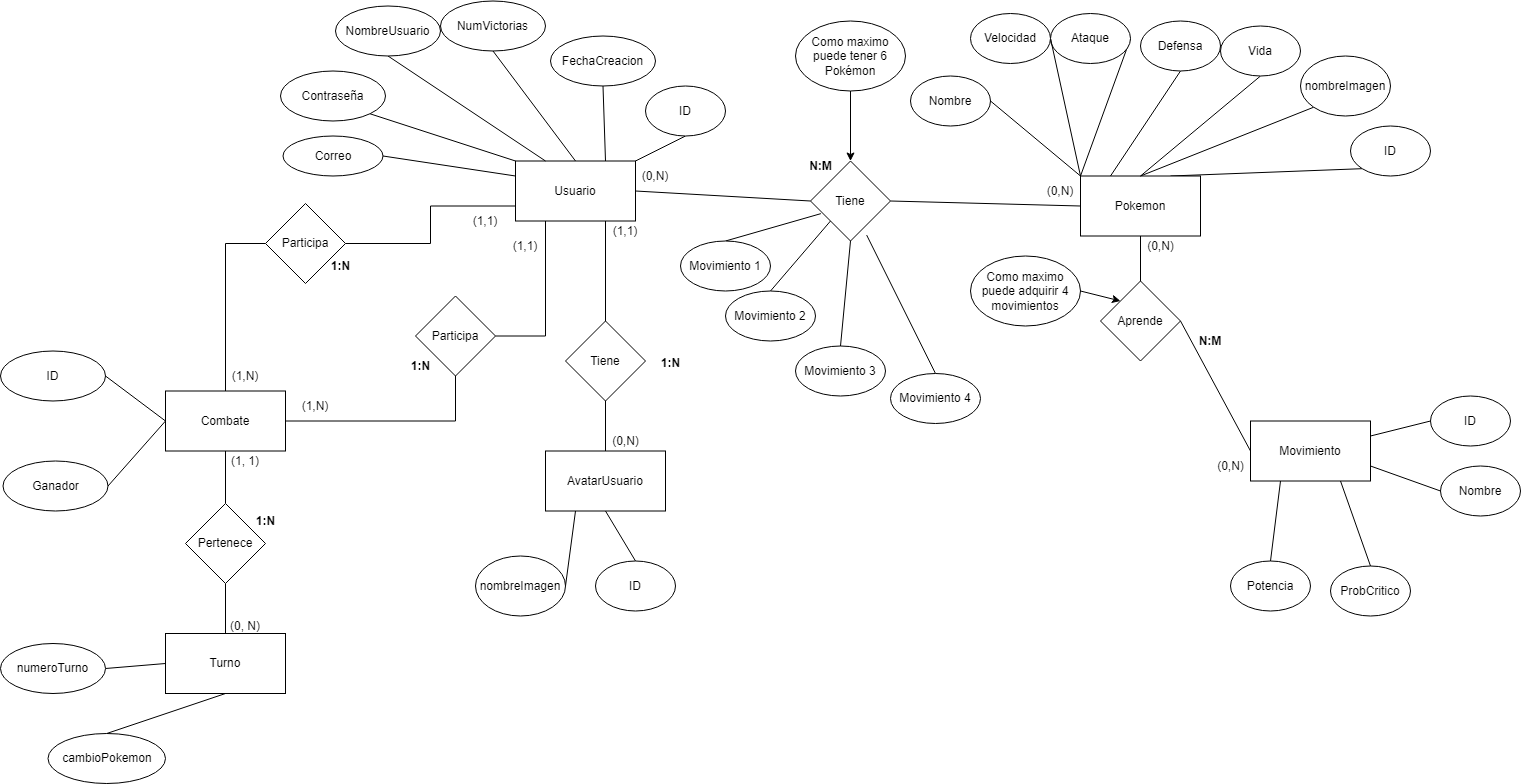 NombreUsuario
NumVictorias
FechaCreacion
Contraseña
ID
Correo
Usuario
Como maximo
puede tener 6
Pokémon
Velocidad
Ataque
Defensa
Vida
nombreImagen
Nombre
ID
N:M
(0,N)
(0,N)
Tiene
Pokemon
(1,1)
(1,1)
(1,1)
(0,N)
Participa
1:N
Movimiento 1
Movimiento 2
Movimiento 3
Movimiento 4
Como maximo
puede adquirir 4
movimientos
Aprende
N:M
Participa
1:N
Tiene
1:N
ID
(1,N)
(1,N)
Combate
Ganador
(1, 1)
(0,N)
AvatarUsuario
(0,N)
Movimiento
ID
Nombre
1:N
Pertenece
nombreImagen
ID
Potencia
ProbCritico
(0, N)
numeroTurno
Turno
cambioPokemon